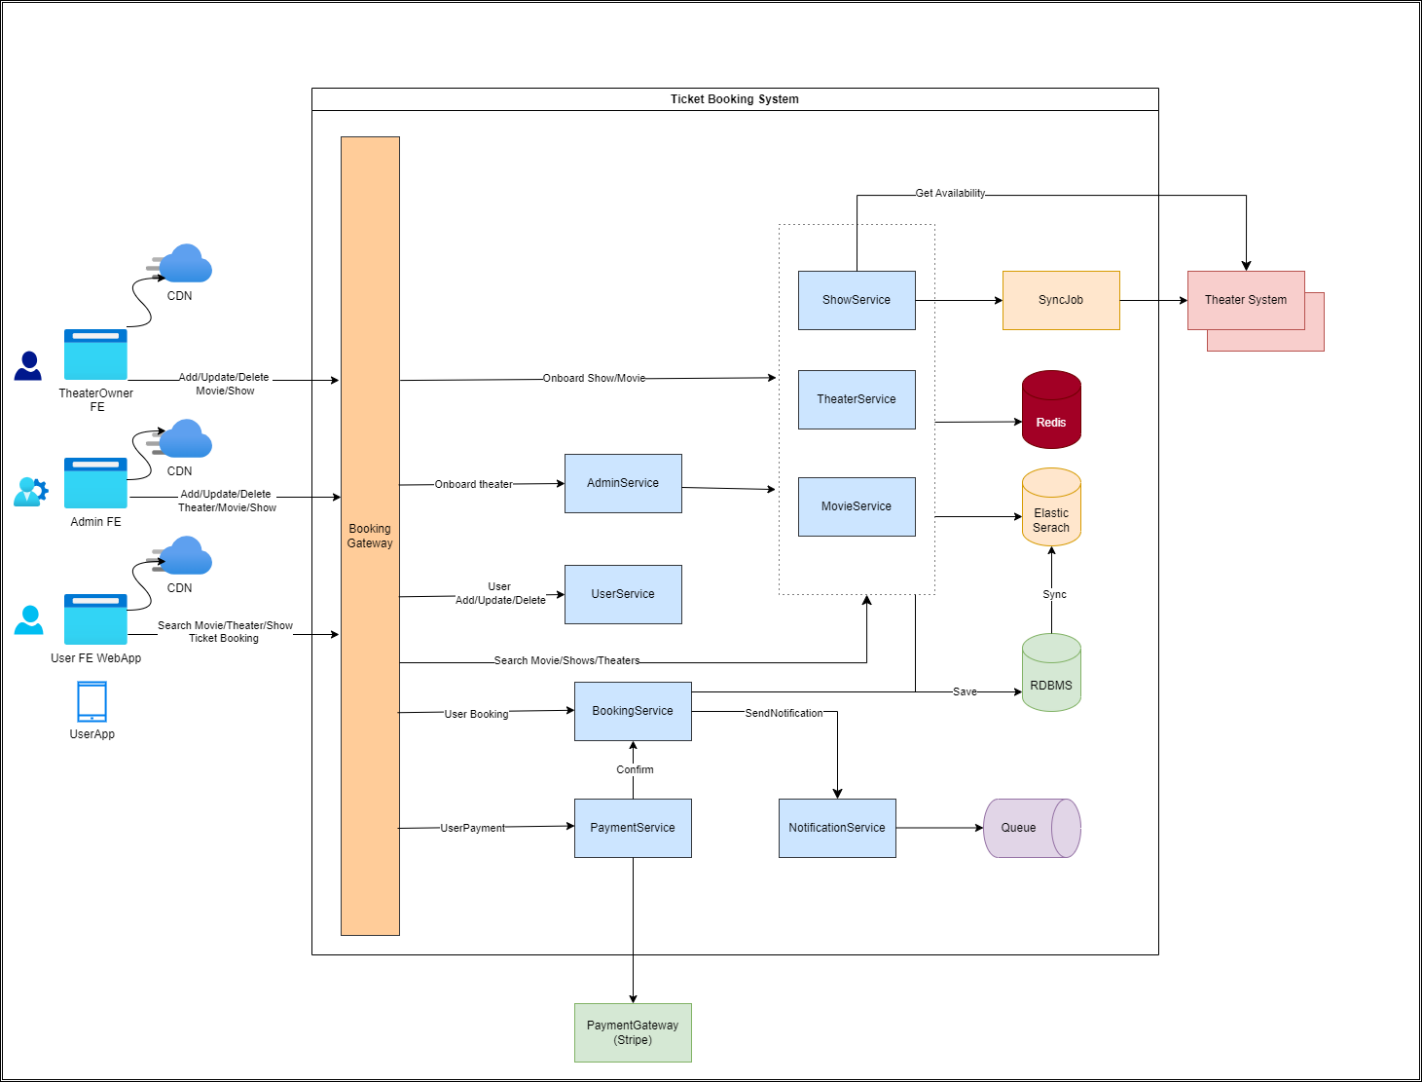 Ticket Booking System
Get Availability
CDN
ShowService
SyncJob
Theater System
TheaterOwner
FE
Add/Update/Delete
Movie/Show
Onboard Show/Movie
TheaterService
Redis
CDN
Admin FE
Add/Update/Delete
Theater/Movie/Show
Onboard theater
AdminService
MovieService
Elastic
Serach
Booking
Gateway
CDN
User
Add/Update/Delete
UserService
Sync
User FE WebApp
Search Movie/Theater/Show
Ticket Booking
Search Movie/Shows/Theaters
RDBMS
Save
UserApp
User Booking
BookingService
SendNotification
Confirm
UserPayment
PaymentService
NotificationService
Queue
PaymentGateway
(Stripe)